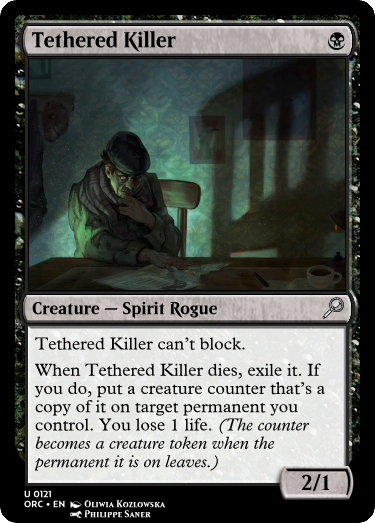 Tethered Killer
Creature — Spirit Rogue
Tethered Killer can't block.
When Tethered Killer dies, exile it. If
you do, put a creature counter that's a
copy of it on target permanent you
control. You lose 1 life. (The counter
becomes a creature token when the
permanent it is on leaves.)
2/1
U 0121
ORC • EN Oliwia Kozlowska
Philippe Saner